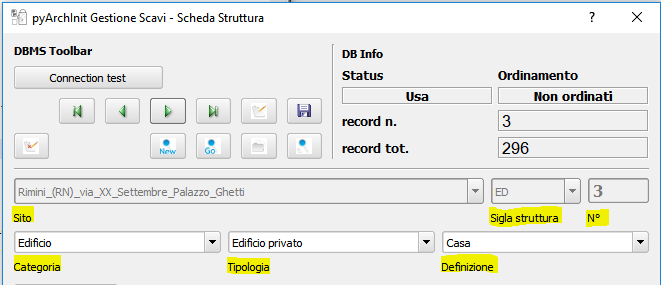 pyArchInit Gestione Scavi - Scheda Struttura
?
DBMS Toolbar
DB Info
Connection test
Status
Ordinamento
Usa
Non ordinati
record n.
3
record tot.
296
New
Go
Rimini_(RN)_via_XX_Settembre_Palazzo_Ghetti
ED
3
Sito
Sigla struttura
N°
Edificio
Edificio privato
Casa
Categoria
Tipologia
Definizione